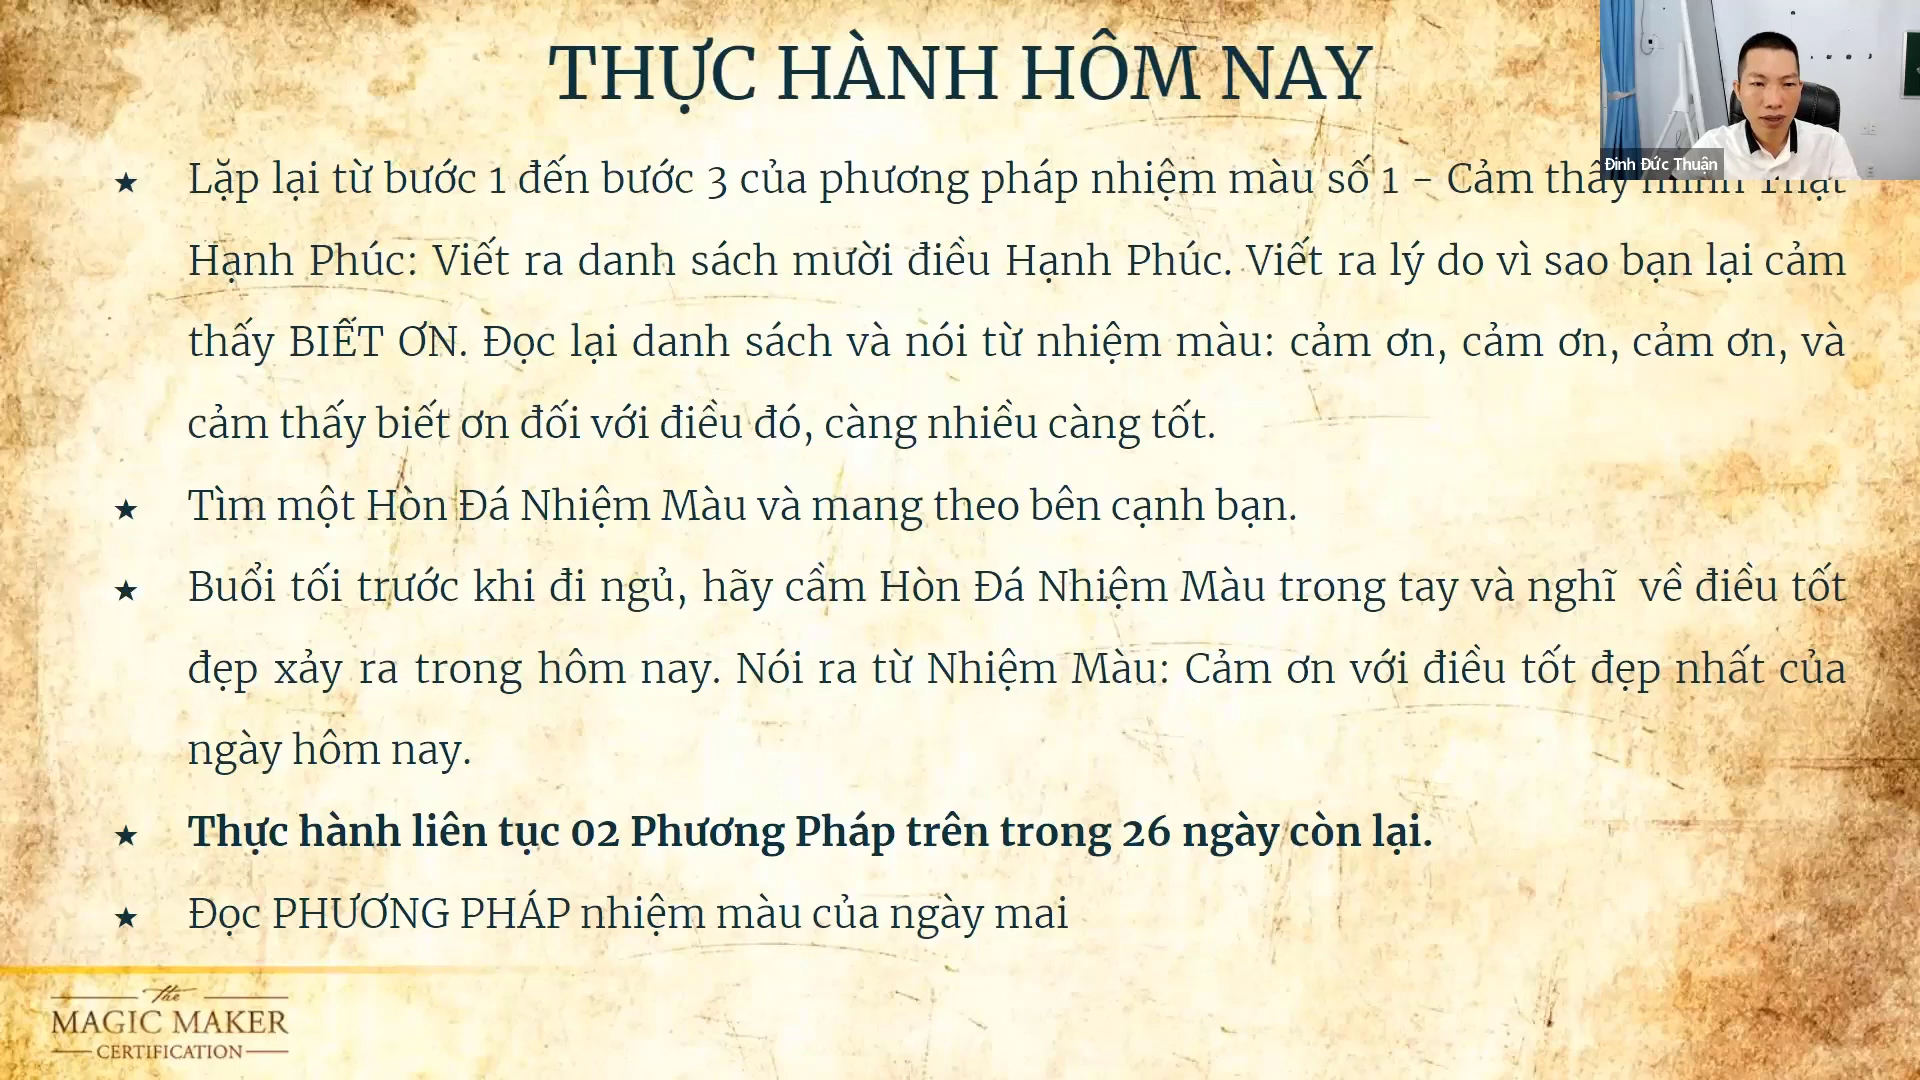 THỰC HÀNH HÔM NAY
Đinh Đức Thuận
★ Lặp lại từ bước 1 đến bước 3 của phương pháp nhiệm màu số 1 - Cảm thấy mình Thật
Hạnh Phúc: Viết ra danh sách mười điều Hạnh Phúc. Viết ra lý do vì sao bạn lại cảm
thấy BIẾT ƠN. Đọc lại danh sách và nói từ nhiệm màu: cảm ơn, cảm ơn, cảm ơn, và
cảm thấy biết ơn đối với điều đó, càng nhiều càng tốt.
★ Tìm một Hòn Đá Nhiệm Màu và mang theo bên cạnh bạn.
★ Buổi tối trước khi đi ngủ, hãy cầm Hòn Đá Nhiệm Màu trong tay và nghĩ về điều tốt
đẹp xảy ra trong hôm nay. Nói ra từ Nhiệm Màu: Cảm ơn với điều tốt đẹp nhất của
ngày hôm nay.
★ Thực hành liên tục 02 Phương Pháp trên trong 26 ngày còn lại.
★ Đọc PHƯƠNG PHÁP nhiệm màu của ngày mai
The
MAGIC MAKER
CERTIFICATION